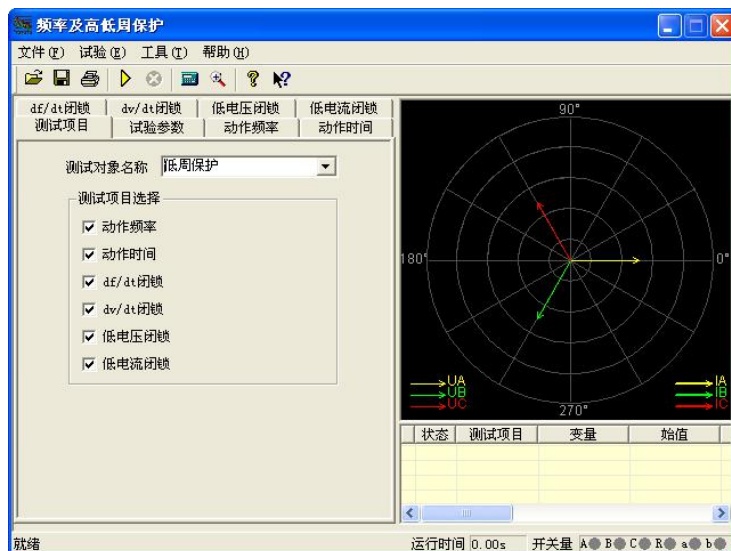 频率及高低周保护
文件(F) 试验(E) 工具(T) 帮助(H)
df/dt闭锁 dv/dt闭锁 低电压闭锁 低电流闭锁
测试项目 试验参数 动作频率 动作时间
测试对象名称 低周保护
测试项目选择
动作频率
动作时间
df/dt闭锁
dv/dt闭锁
低电压闭锁
低电流闭锁
90°
180° 0°
270°
UA IA
UB IB
UC IC
状态 测试项目 变量 始值
就绪 运行时间 0.00s 开关量 A B C R a b